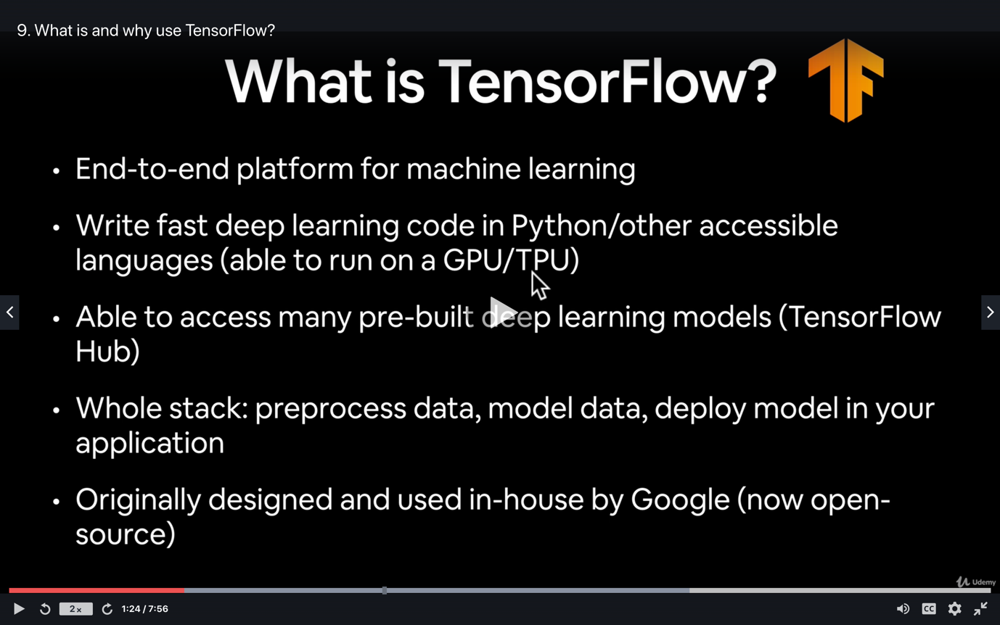 9. What is and why use TensorFlow?
What is TensorFlow?
• End-to-end platform for machine learning
• Write fast deep learning code in Python/other accessible
languages (able to run on a GPU/TPU)
• Able to access many pre-built deep learning models (TensorFlow
Hub)
• Whole stack: preprocess data, model data, deploy model in your
application
• Originally designed and used in-house by Google (now open-
source)
Udemy
2x 1:24 / 7:56 CC